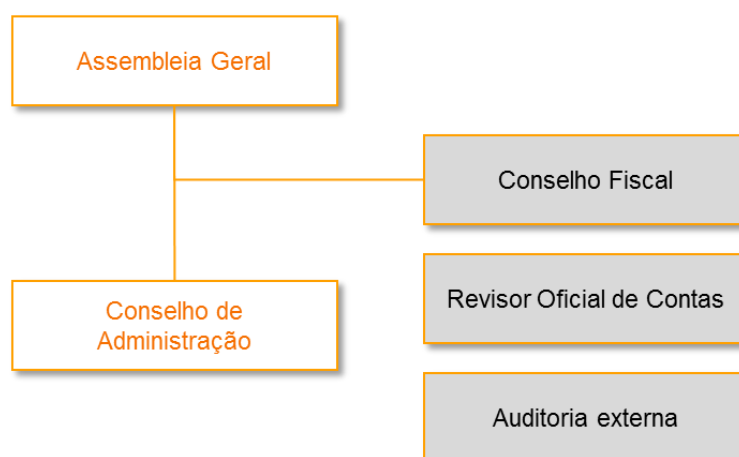 Assembleia Geral
Conselho Fiscal
Conselho de
Administração
Revisor Oficial de Contas
Auditoria externa